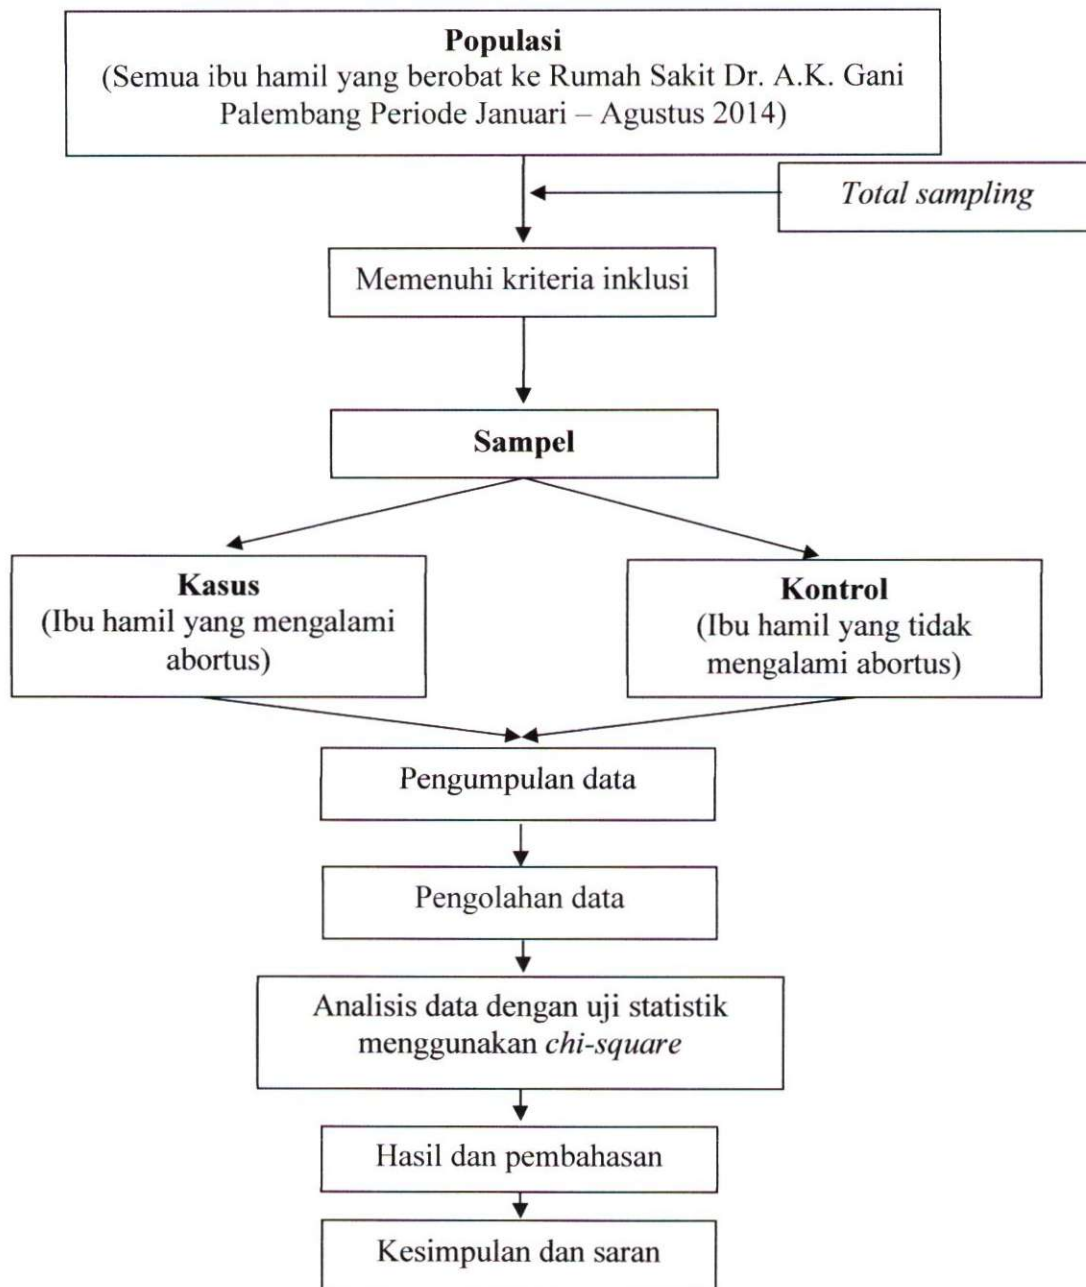 Populasi
(Semua ibu hamil yang berobat ke Rumah Sakit Dr. A.K. Gani
Palembang Periode Januari – Agustus 2014)
Total sampling
Memenuhi kriteria inklusi
Sampel
Kasus
(Ibu hamil yang mengalami
abortus)
Kontrol
(Ibu hamil yang tidak
mengalami abortus)
Pengumpulan data
Pengolahan data
Analisis data dengan uji statistik
menggunakan chi-square
Hasil dan pembahasan
Kesimpulan dan saran